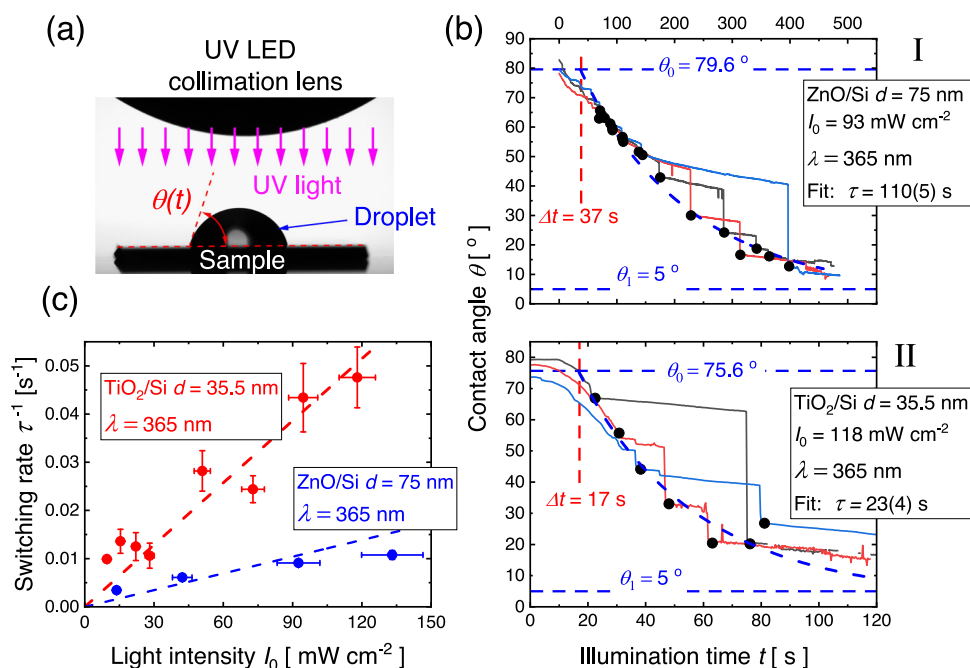 (a)
UV LED
collimation lens
UV light
θ(t)
Droplet
Sample
(b)
0 100 200 300 400 500
90
80
70
60
50
40
30
20
10
0
θ0 = 79.6 °
Δt = 37 s
θ1 = 5 °
I
ZnO/Si d = 75 nm
I0 = 93 mW cm-2
λ = 365 nm
Fit: τ = 110(5) s
Contact angle θ [°]
80
70
60
50
40
30
20
10
0
θ0 = 75.6 °
Δt = 17 s
θ1 = 5 °
II
TiO2/Si d = 35.5 nm
I0 = 118 mW cm-2
λ = 365 nm
Fit: τ = 23(4) s
0 20 40 60 80 100 120
Illumination time t [ s ]
(c)
Switching rate τ-1 [s-1]
0.05
0.04
0.03
0.02
0.01
0.00
TiO2/Si d = 35.5 nm
λ = 365 nm
ZnO/Si d = 75 nm
λ = 365 nm
0 30 60 90 120 150
Light intensity I0 [ mW cm-2 ]